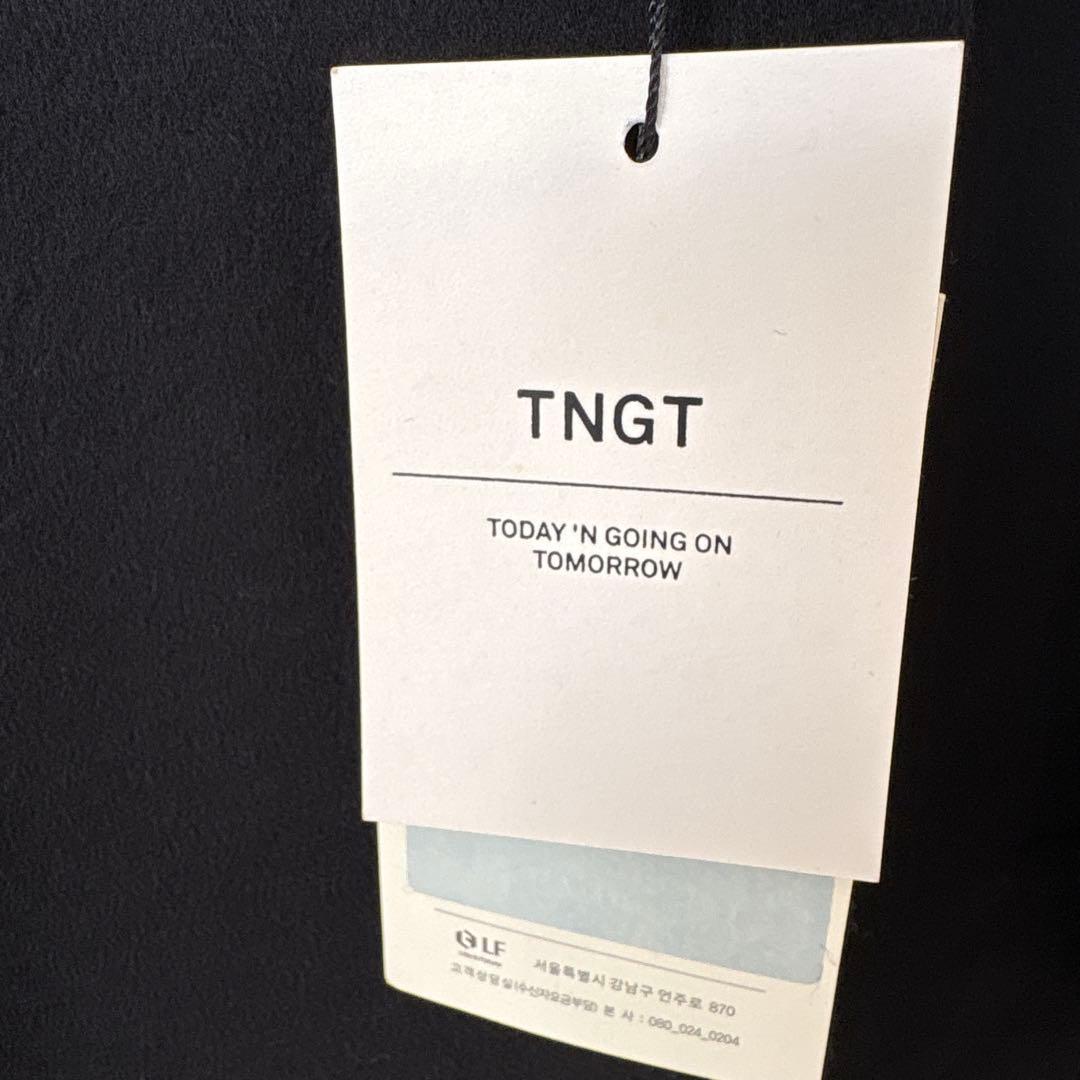 TNGT
TODAY 'N GOING ON
TOMORROW
LF
서울특별시 강남구 언주로 870
고객상담실(수신자요금부담) 본 사 : 080_024_0204